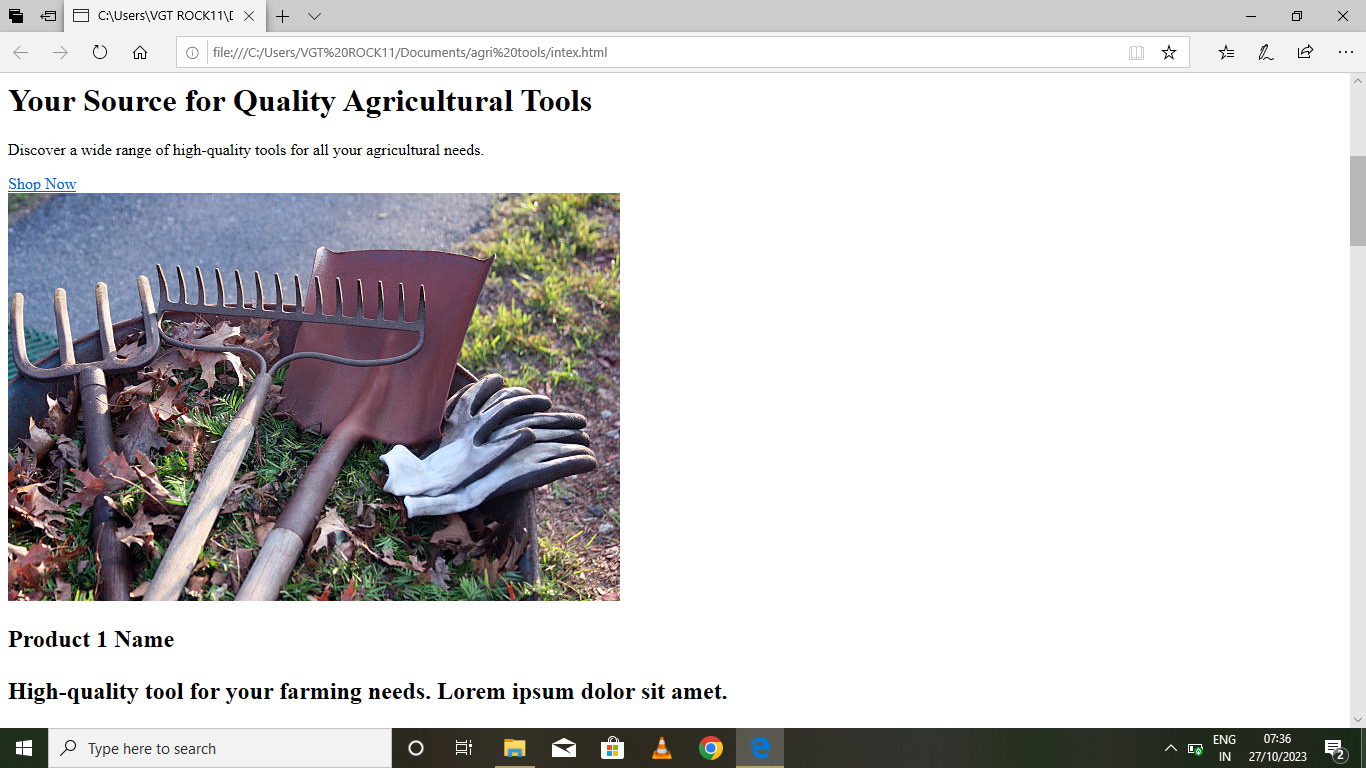 C:\Users\VGT ROCK11\D
file:///C:/Users/VGT%20ROCK11/Documents/agri%20tools/intex.html
Your Source for Quality Agricultural Tools
Discover a wide range of high-quality tools for all your agricultural needs.
Shop Now
Product 1 Name
High-quality tool for your farming needs. Lorem ipsum dolor sit amet.
Type here to search
ENG
IN
07:36
27/10/2023
2